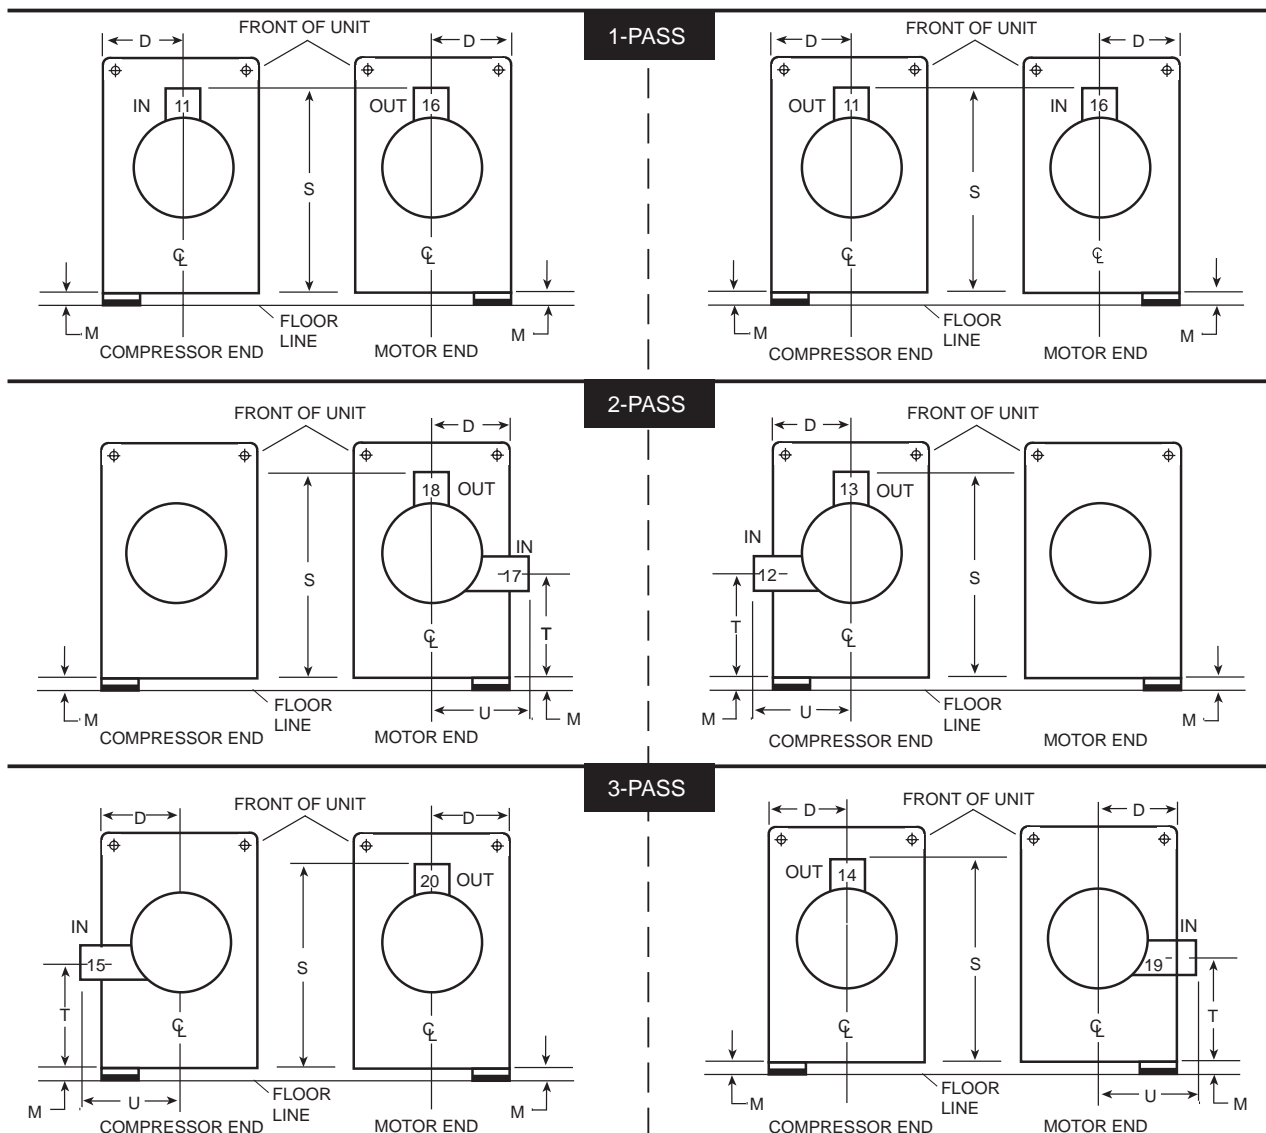 1-PASS
FRONT OF UNIT
D
D
IN
11
OUT
16
S
℄
℄
M
FLOOR
LINE
M
COMPRESSOR END
MOTOR END
FRONT OF UNIT
D
D
OUT
11
IN
16
S
℄
℄
M
FLOOR
LINE
M
COMPRESSOR END
MOTOR END
2-PASS
FRONT OF UNIT
D
18
OUT
IN
17
S
T
℄
M
FLOOR
LINE
U
M
COMPRESSOR END
MOTOR END
FRONT OF UNIT
D
13
OUT
IN
12
S
T
℄
M
U
FLOOR
LINE
M
COMPRESSOR END
MOTOR END
3-PASS
FRONT OF UNIT
D
D
20
OUT
IN
15
S
T
℄
℄
M
U
FLOOR
LINE
M
COMPRESSOR END
MOTOR END
FRONT OF UNIT
D
D
OUT
14
IN
19
S
T
℄
℄
M
FLOOR
LINE
U
M
COMPRESSOR END
MOTOR END